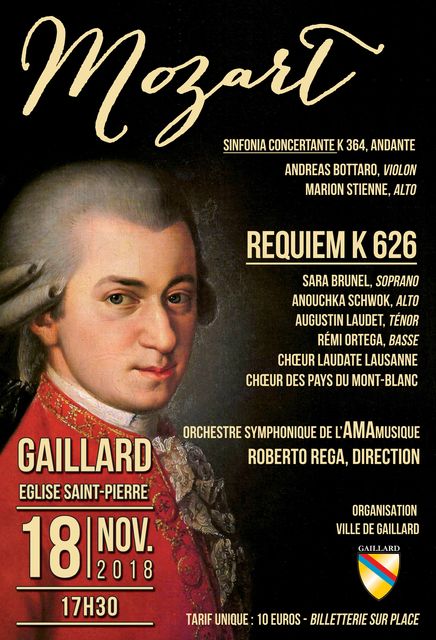 Mozart
SINFONIA CONCERTANTE K 364, ANDANTE
ANDREAS BOTTARO, VIOLON
MARION STIENNE, ALTO
REQUIEM K 626
SARA BRUNEL, SOPRANO
ANOUCHKA SCHWOK, ALTO
AUGUSTIN LAUDET, TÉNOR
RÉMI ORTEGA, BASSE
CHŒUR LAUDATE LAUSANNE
CHŒUR DES PAYS DU MONT-BLANC
ORCHESTRE SYMPHONIQUE DE L'AMAMUSIQUE
ROBERTO REGA, DIRECTION
GAILLARD
EGLISE SAINT-PIERRE
18 NOV.
2018
17H30
ORGANISATION
VILLE DE GAILLARD
GAILLARD
TARIF UNIQUE : 10 EUROS - BILLETTERIE SUR PLACE